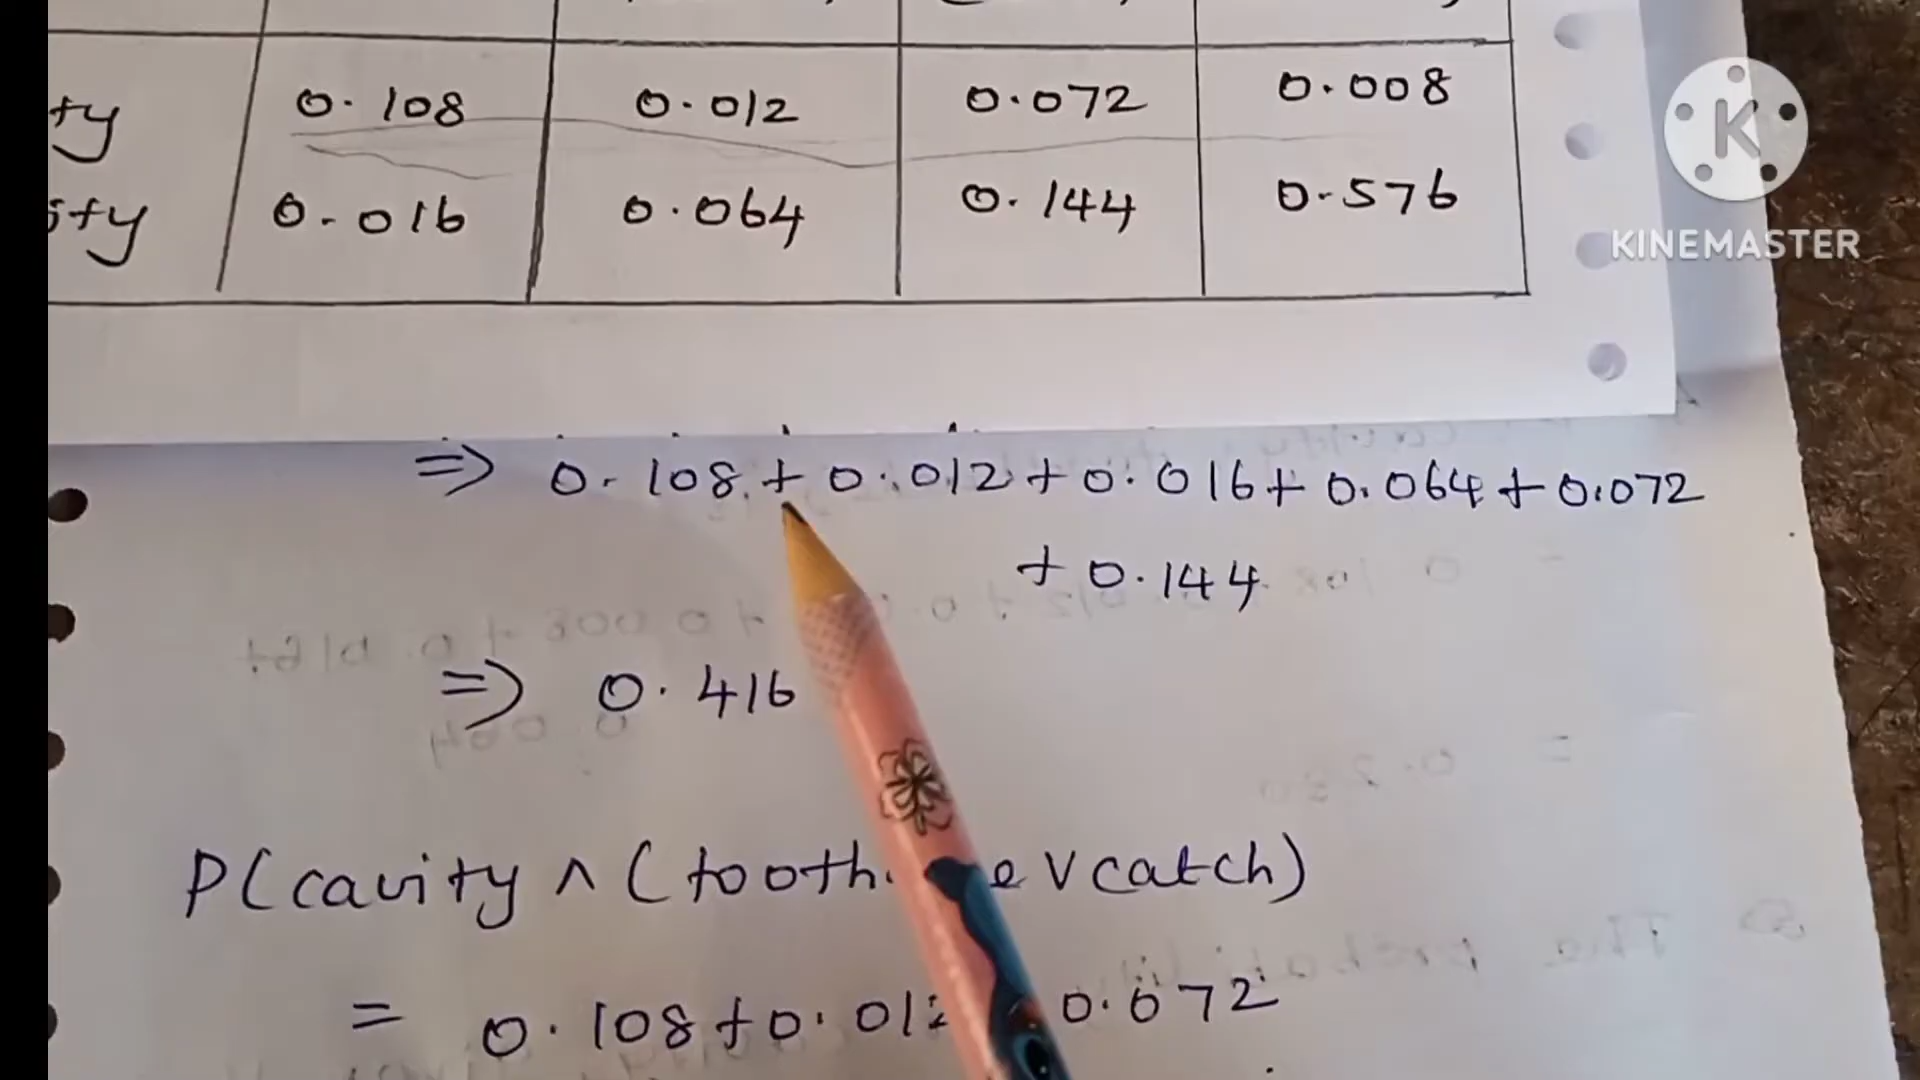 ty 0.108 0.012 0.072 0.008
ity 0.016 0.064 0.144 0.576
K
KINEMASTER
=> 0.108 + 0.012 + 0.016 + 0.064 + 0.072
+ 0.144
=> 0.416
P(cavity ∧ (tooth e ∨ catch)
= 0.108 + 0.012 0.072